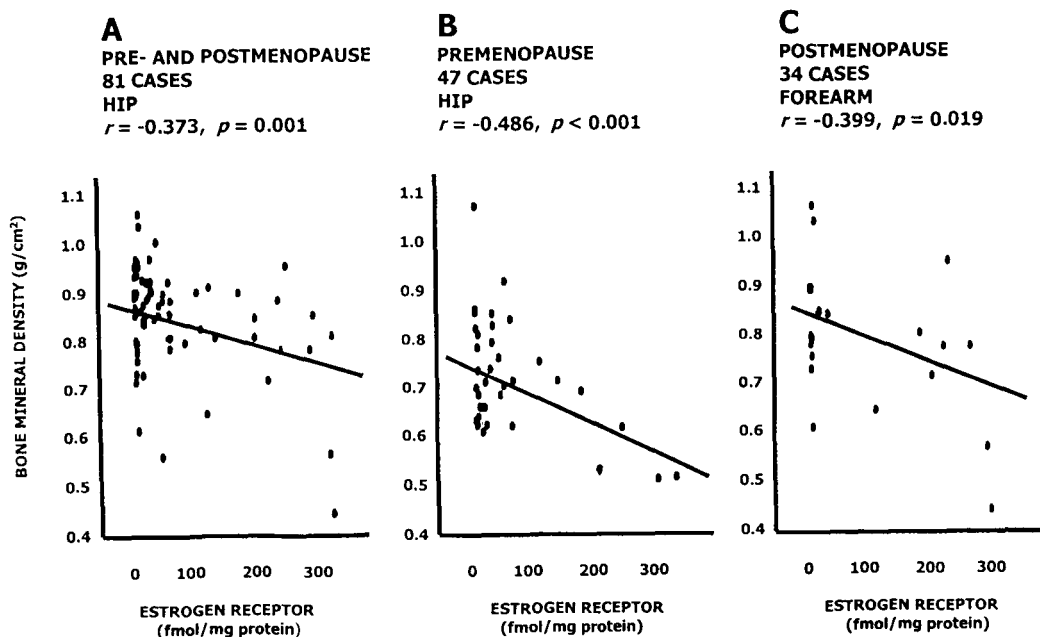 A
PRE- AND POSTMENOPAUSE
81 CASES
HIP
r = -0.373, p = 0.001
B
PREMENOPAUSE
47 CASES
HIP
r = -0.486, p < 0.001
C
POSTMENOPAUSE
34 CASES
FOREARM
r = -0.399, p = 0.019
BONE MINERAL DENSITY (g/cm²)
1.1
1.0
0.9
0.8
0.7
0.6
0.5
0.4
0 100 200 300
ESTROGEN RECEPTOR
(fmol/mg protein)
1.1
1.0
0.9
0.8
0.7
0.6
0.5
0.4
0 100 200 300
ESTROGEN RECEPTOR
(fmol/mg protein)
1.1
1.0
0.9
0.8
0.7
0.6
0.5
0.4
0 100 200 300
ESTROGEN RECEPTOR
(fmol/mg protein)